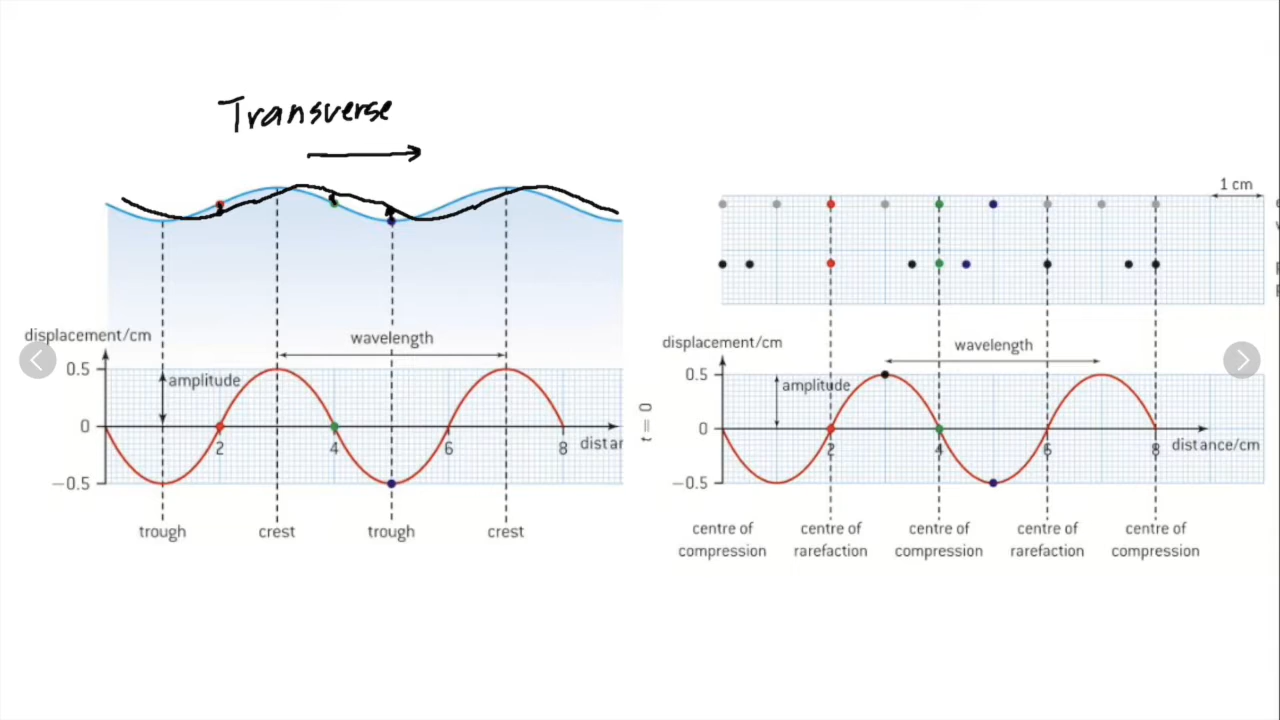 Transverse
displacement/cm
wavelength
0.5
amplitude
0
2
4
6
8
distar
−0.5
trough
crest
trough
crest
1 cm
displacement/cm
wavelength
t = 0
0.5
amplitude
0
2
4
6
8
distance/cm
−0.5
centre of
compression
centre of
rarefaction
centre of
compression
centre of
rarefaction
centre of
compression